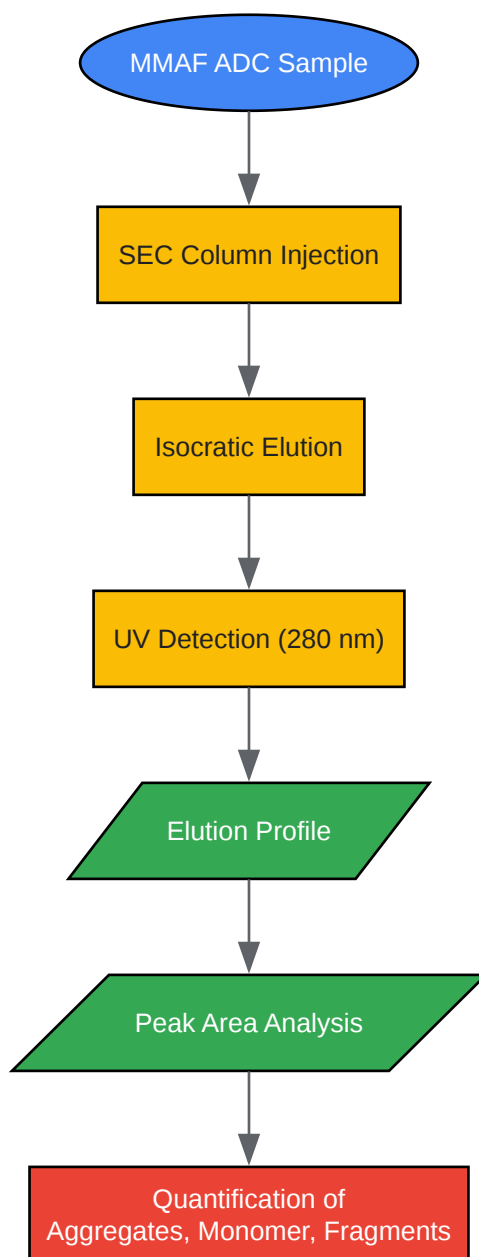 MMAF ADC Sample
SEC Column Injection
Isocratic Elution
UV Detection (280 nm)
Elution Profile
Peak Area Analysis
Quantification of
Aggregates, Monomer, Fragments